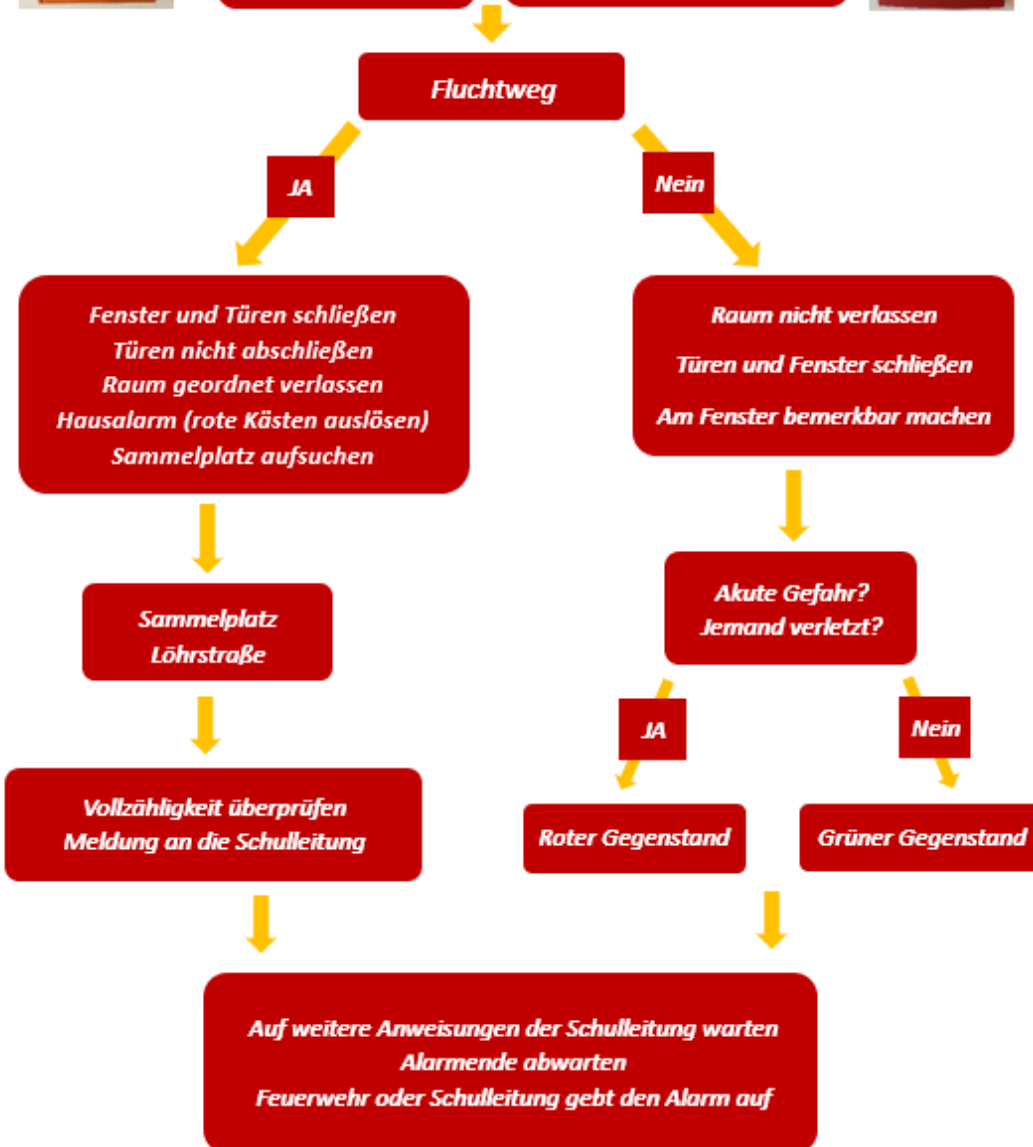 Fluchtweg
JA
Nein
Fenster und Türen schließen
Türen nicht abschließen
Raum geordnet verlassen
Hausalarm (rote Kästen auslösen)
Sammelplatz aufsuchen
Raum nicht verlassen
Türen und Fenster schließen
Am Fenster bemerkbar machen
Sammelplatz
Löhrstraße
Akute Gefahr?
Jemand verletzt?
JA
Nein
Vollzähligkeit überprüfen
Meldung an die Schulleitung
Roter Gegenstand
Grüner Gegenstand
Auf weitere Anweisungen der Schulleitung warten
Alarmende abwarten
Feuerwehr oder Schulleitung gebt den Alarm auf